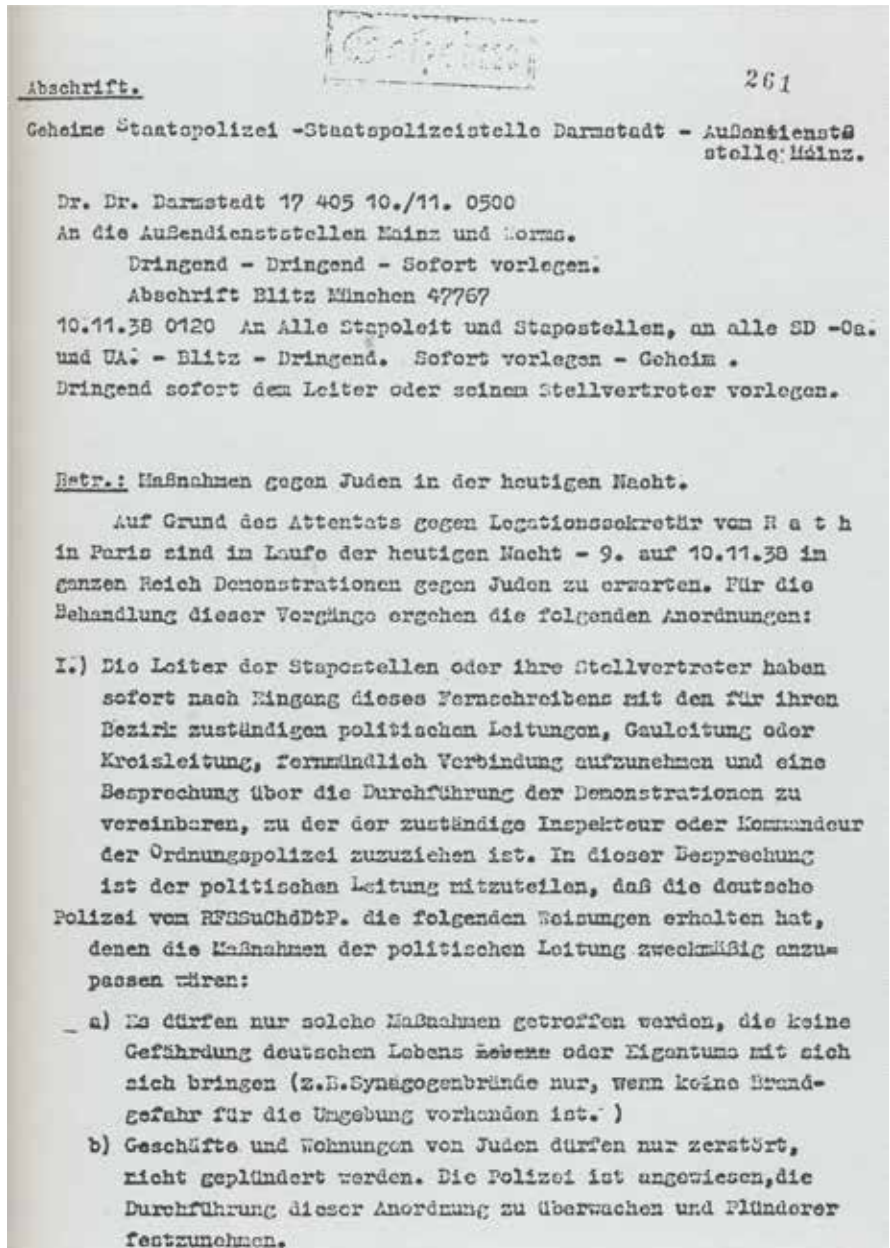 Geheim
261
Abschrift.
Geheime Staatspolizei -Staatspolizeistelle Darmstadt - Außentienst=
stelle Mainz.
Dr. Dr. Darmstadt 17 405 10./11. 0500
An die Außendienststellen Mainz und Worms.
Dringend - Dringend - Sofort vorlegen.
Abschrift Blitz München 47767
10.11.38 0120 An Alle Stapoleit und Stapostellen, an alle SD -Oa.
und UA. - Blitz - Dringend. Sofort vorlegen - Geheim .
Dringend sofort dem Leiter oder seinem Stellvertreter vorlegen.
Betr.: Maßnahmen gegen Juden in der heutigen Nacht.
Auf Grund des Attentats gegen Legationssekretär vom R a t h
in Paris sind im Laufe der heutigen Nacht - 9. auf 10.11.38 im
ganzen Reich Demonstrationen gegen Juden zu erwarten. Für die
Behandlung dieser Vorgänge ergehen die folgenden Anordnungen:
I.) Die Leiter der Stapostellen oder ihre Stellvertreter haben
sofort nach Eingang dieses Fernschreibens mit den für ihren
Bezirk zuständigen politischen Leitungen, Gauleitung oder
Kreisleitung, fernmündlich Verbindung aufzunehmen und eine
Besprechung über die Durchführung der Demonstrationen zu
vereinbaren, zu der der zuständige Inspekteur oder Kommandeur
der Ordnungspolizei zuzuziehen ist. In dieser Besprechung
ist der politischen Leitung mitzuteilen, daß die deutsche
Polizei vom RFSSuChdDtP. die folgenden Weisungen erhalten hat,
denen die Maßnahmen der politischen Leitung zweckmäßig anzu=
passen wären:
a) Es dürfen nur solche Maßnahmen getroffen werden, die keine
Gefährdung deutschen Lebens oder Eigentums mit sich
sich bringen (z.B.Synagogenbrände nur, wenn keine Brand-
gefahr für die Umgebung vorhanden ist. )
b) Geschäfte und Wohnungen von Juden dürfen nur zerstört,
nicht geplündert werden. Die Polizei ist angewiesen,die
Durchführung dieser Anordnung zu überwachen und Plünderer
festzunehmen.